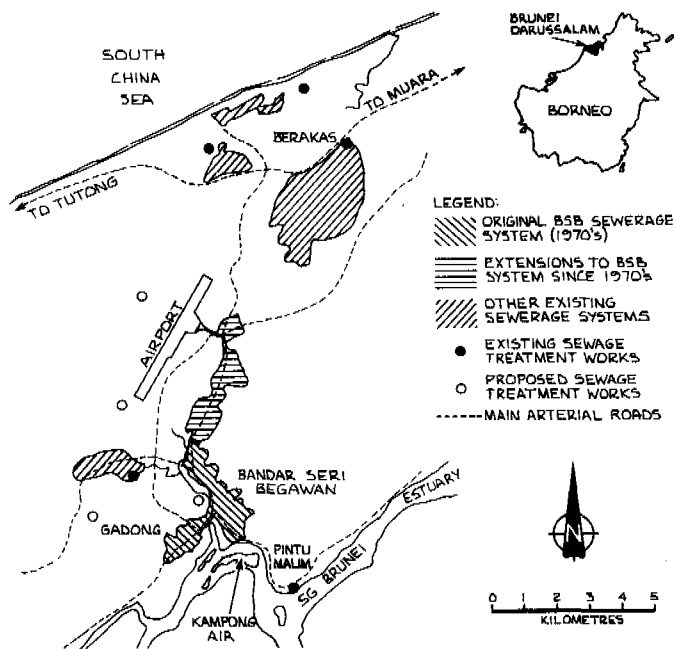 SOUTH
CHINA
SEA
TO MUARA
BERAKAS
TO TUTONG
AIRPORT
BANDAR SERI
BEGAWAN
GADONG
ESTUARY
PINTU
MALIM
SG BRUNEI
KAMPONG
AIR
BRUNEI
DARUSSALAM
BORNEO
LEGEND:
ORIGINAL BSB SEWERAGE
SYSTEM (1970'S)
EXTENSIONS TO BSB
SYSTEM SINCE 1970'S
OTHER EXISTING
SEWERAGE SYSTEMS
EXISTING SEWAGE
TREATMENT WORKS
PROPOSED SEWAGE
TREATMENT WORKS
MAIN ARTERIAL ROADS
N
0 1 2 3 4 5
KILOMETRES